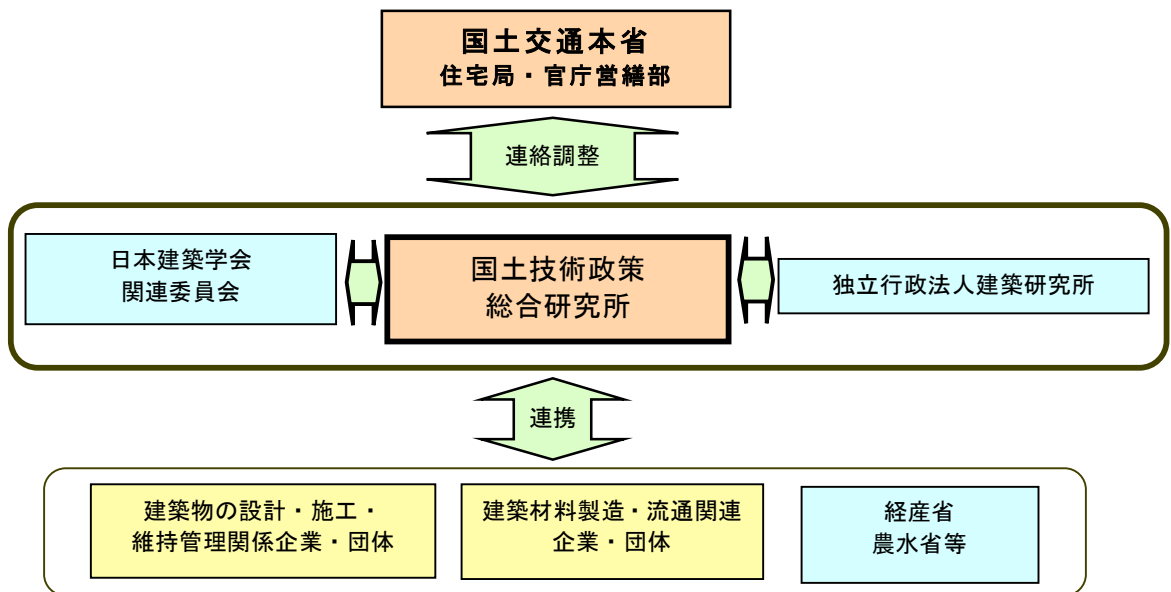 国土交通本省
住宅局・官庁営繕部
連絡調整
日本建築学会
関連委員会
国土技術政策
総合研究所
独立行政法人建築研究所
連携
建築物の設計・施工・
維持管理関係企業・団体
建築材料製造・流通関連
企業・団体
経産省
農水省等